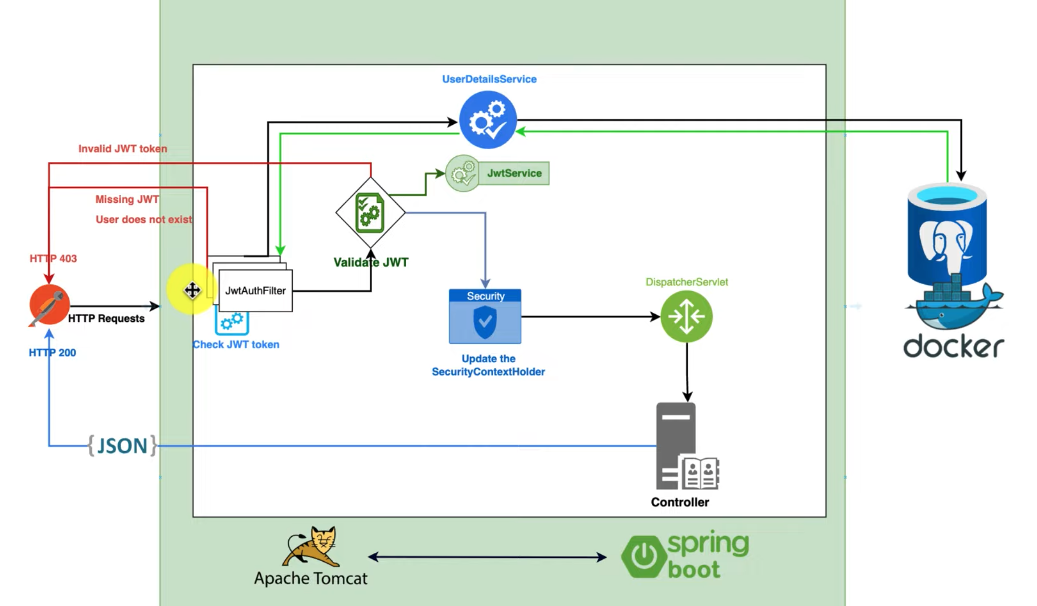 UserDetailsService
Invalid JWT token
JwtService
Missing JWT
User does not exist
HTTP 403
Validate JWT
JwtAuthFilter
DispatcherServlet
Security
HTTP Requests
Check JWT token
HTTP 200
Update the
SecurityContextHolder
docker
{JSON}
Controller
Apache Tomcat
spring
boot